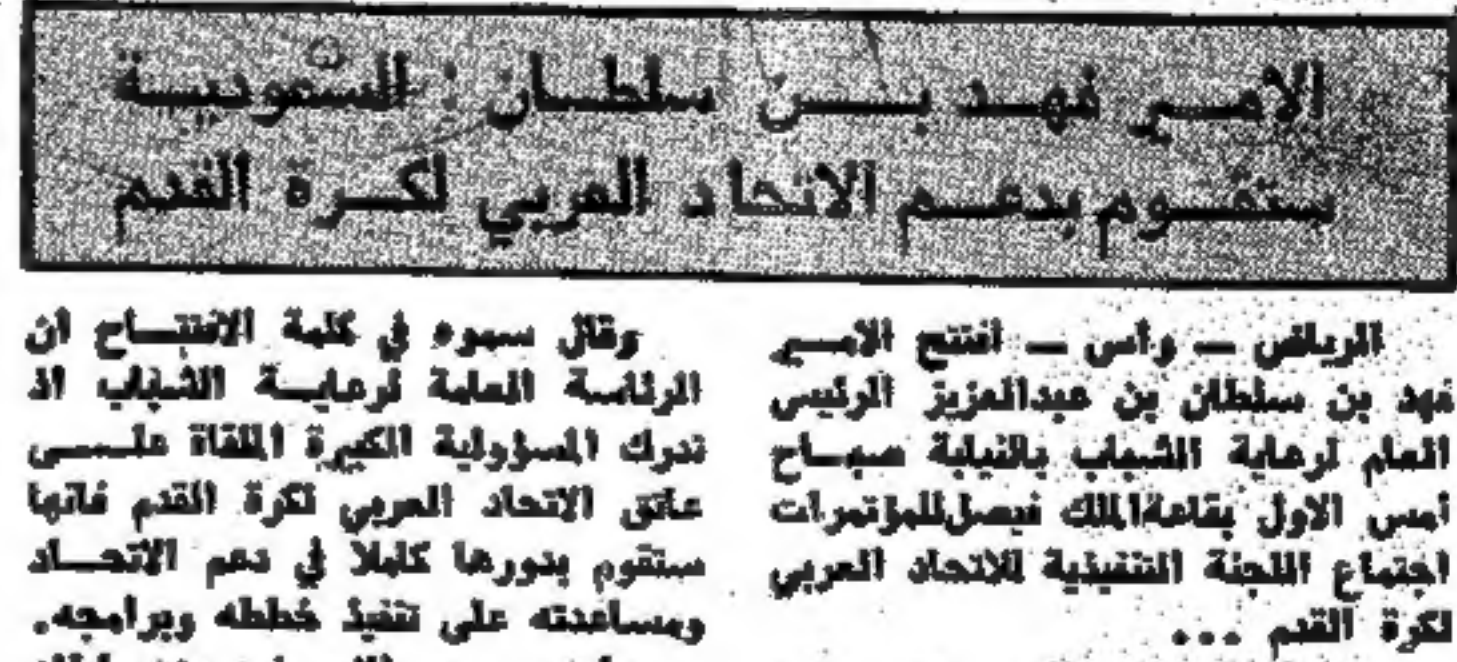 الامير فهد بن سلطان : السعودية
ستقوم بدعم الاتحاد العربي لكرة القدم
الرياض — وأس — افتتح الامير
فهد بن سلطان بن عبدالعزيز الرئيس
العام لرعاية الشباب بالنيابة صباح
أمس الاول بقاعة الملك فيصل للمؤتمرات
اجتماع اللجنة التنفيذية للاتحاد العربي
لكرة القدم ...
وقال سموه في كلمة الافتتاح ان
الرئاسة العامة لرعاية الشباب اذ
تدرك المسؤولية الكبيرة الملقاة على
عاتق الاتحاد العربي لكرة القدم فانها
ستقوم بدورها كاملا في دعم الاتحاد
ومساعدته على تنفيذ خططه وبرامجه.